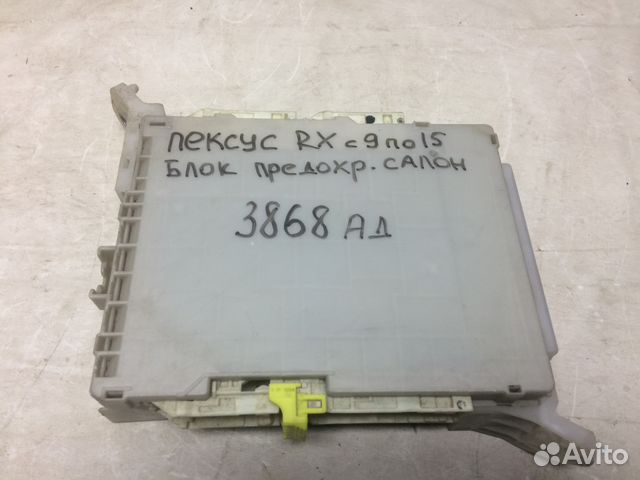 ЛЕКСУС RX с 9 по 15
БЛОК ПРЕДОХР. САЛОН
3868 АД
Avito